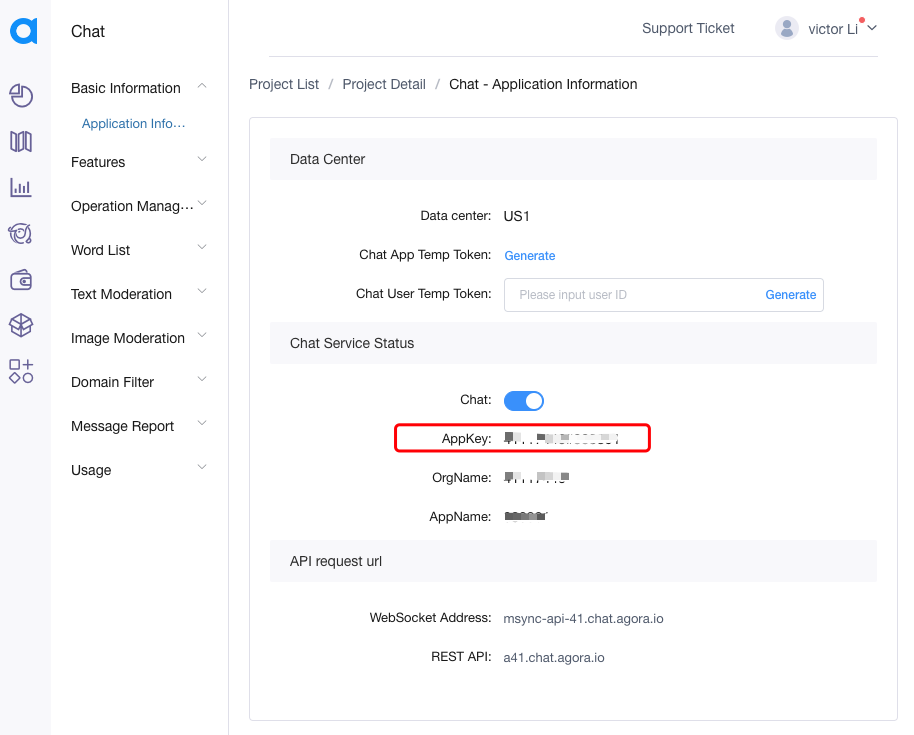 Chat
Basic Information
Application Info...
Features
Operation Manag...
Word List
Text Moderation
Image Moderation
Domain Filter
Message Report
Usage
Support Ticket
victor Li
Project List / Project Detail / Chat - Application Information
Data Center
Data center: US1
Chat App Temp Token: Generate
Chat User Temp Token: Please input user ID Generate
Chat Service Status
Chat:
AppKey:
OrgName:
AppName:
API request url
WebSocket Address: msync-api-41.chat.agora.io
REST API: a41.chat.agora.io